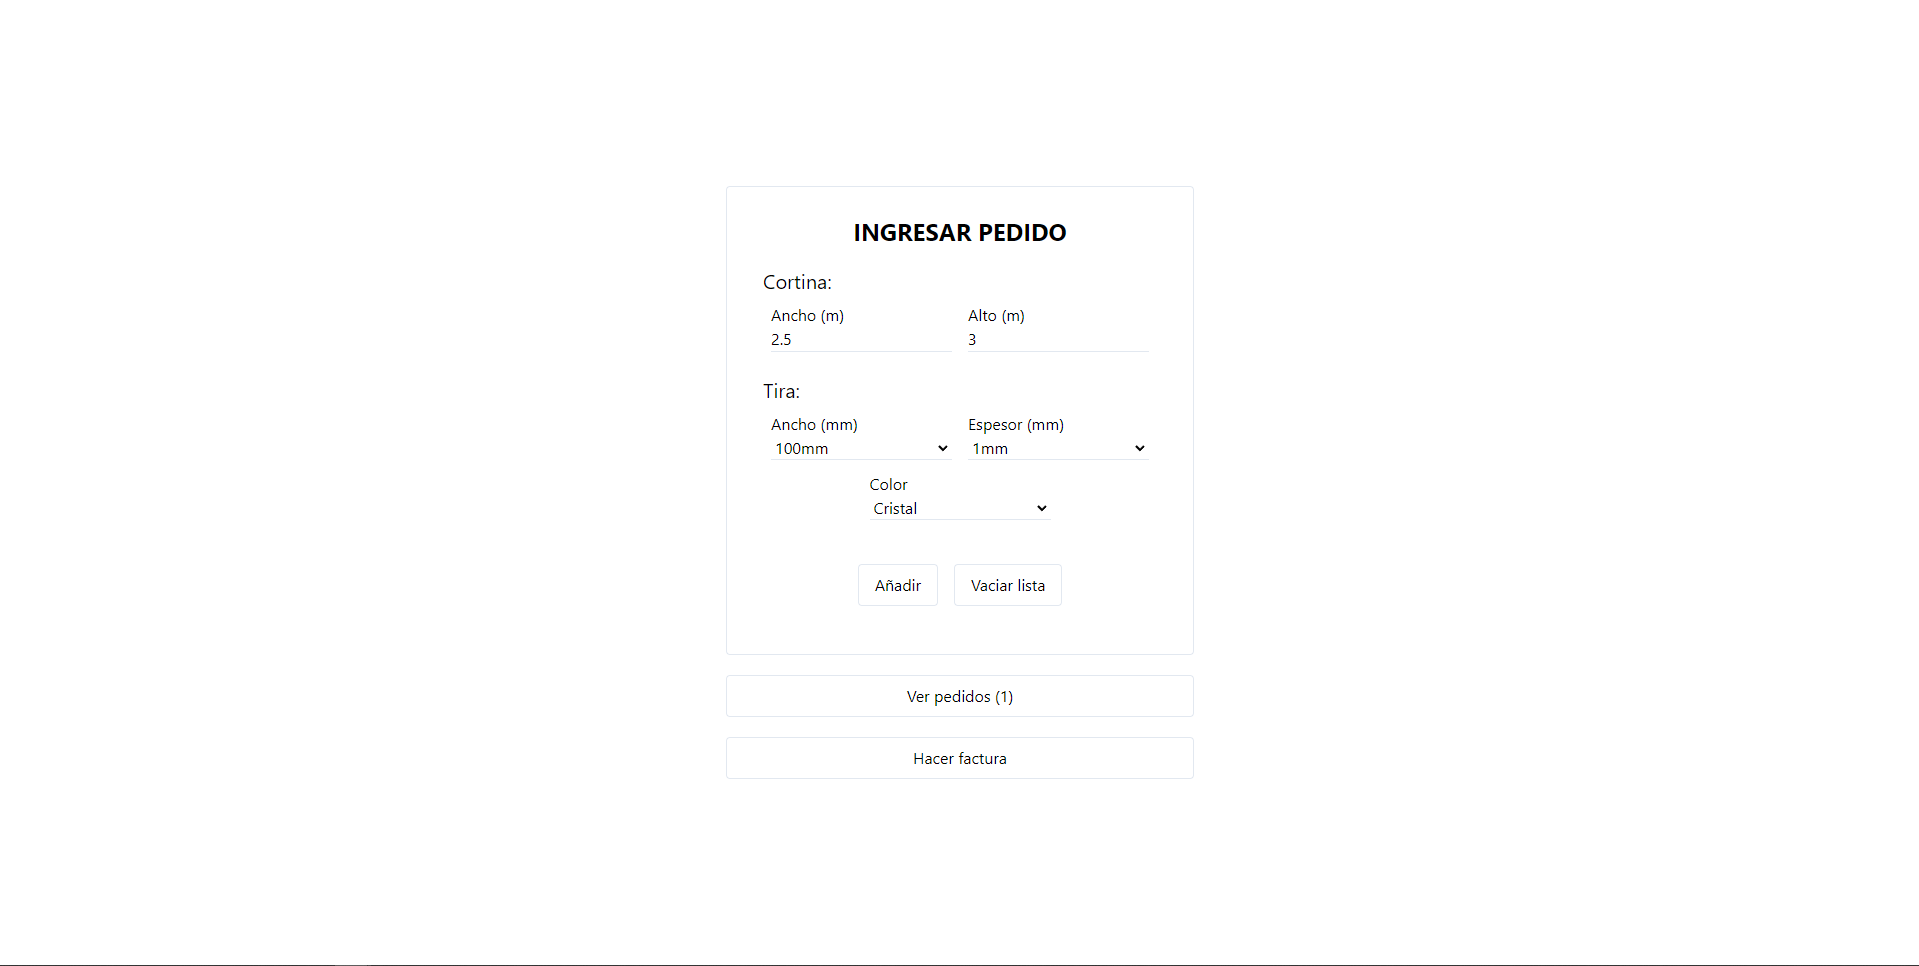 INGRESAR PEDIDO
Cortina:
Ancho (m) Alto (m)
2.5 3
Tira:
Ancho (mm) Espesor (mm)
100mm 1mm
Color
Cristal
Añadir Vaciar lista
Ver pedidos (1)
Hacer factura